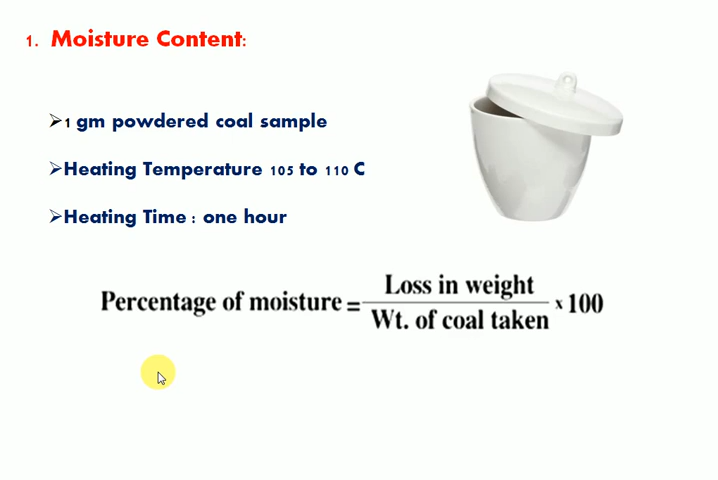 1. Moisture Content:
➢1 gm powdered coal sample
➢Heating Temperature 105 to 110 C
➢Heating Time : one hour
Percentage of moisture = Loss in weight / Wt. of coal taken × 100